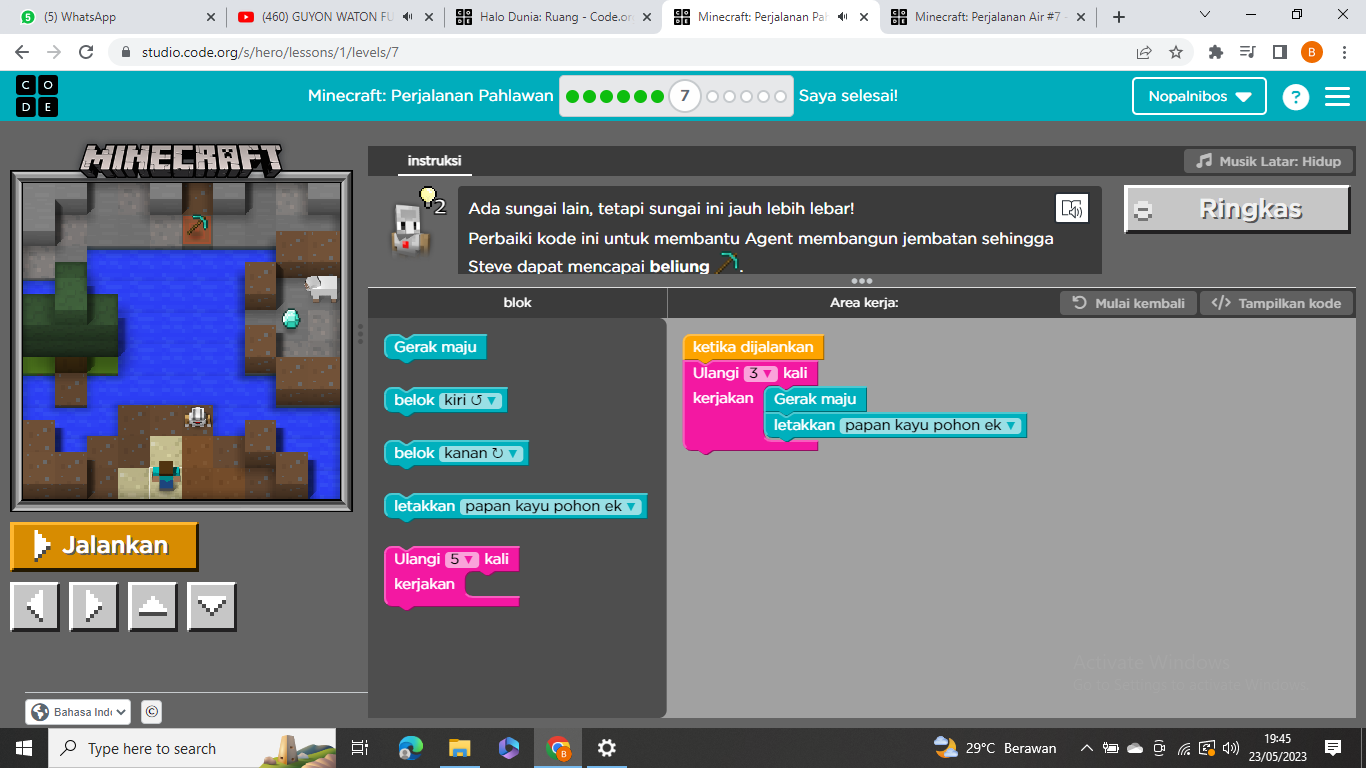 (5) WhatsApp
(460) GUYON WATON FU
Halo Dunia: Ruang - Code.or
Minecraft: Perjalanan Pah
Minecraft: Perjalanan Air #7 -
studio.code.org/s/hero/lessons/1/levels/7
B
C O
D E
Minecraft: Perjalanan Pahlawan
7
Saya selesai!
Nopalnibos
?
MINECRAFT
instruksi
Musik Latar: Hidup
2
Ada sungai lain, tetapi sungai ini jauh lebih lebar!
Perbaiki kode ini untuk membantu Agent membangun jembatan sehingga
Steve dapat mencapai beliung .
Ringkas
blok
Area kerja:
Mulai kembali
</> Tampilkan kode
Gerak maju
belok kiri ↺ ▼
belok kanan ↻ ▼
letakkan papan kayu pohon ek ▼
Ulangi 5 ▼ kali
kerjakan
ketika dijalankan
Ulangi 3 ▼ kali
kerjakan
Gerak maju
letakkan papan kayu pohon ek ▼
Jalankan
Activate Windows
Go to Settings to activate Windows.
Bahasa Ind
©
Type here to search
B
29°C Berawan
19:45
23/05/2023